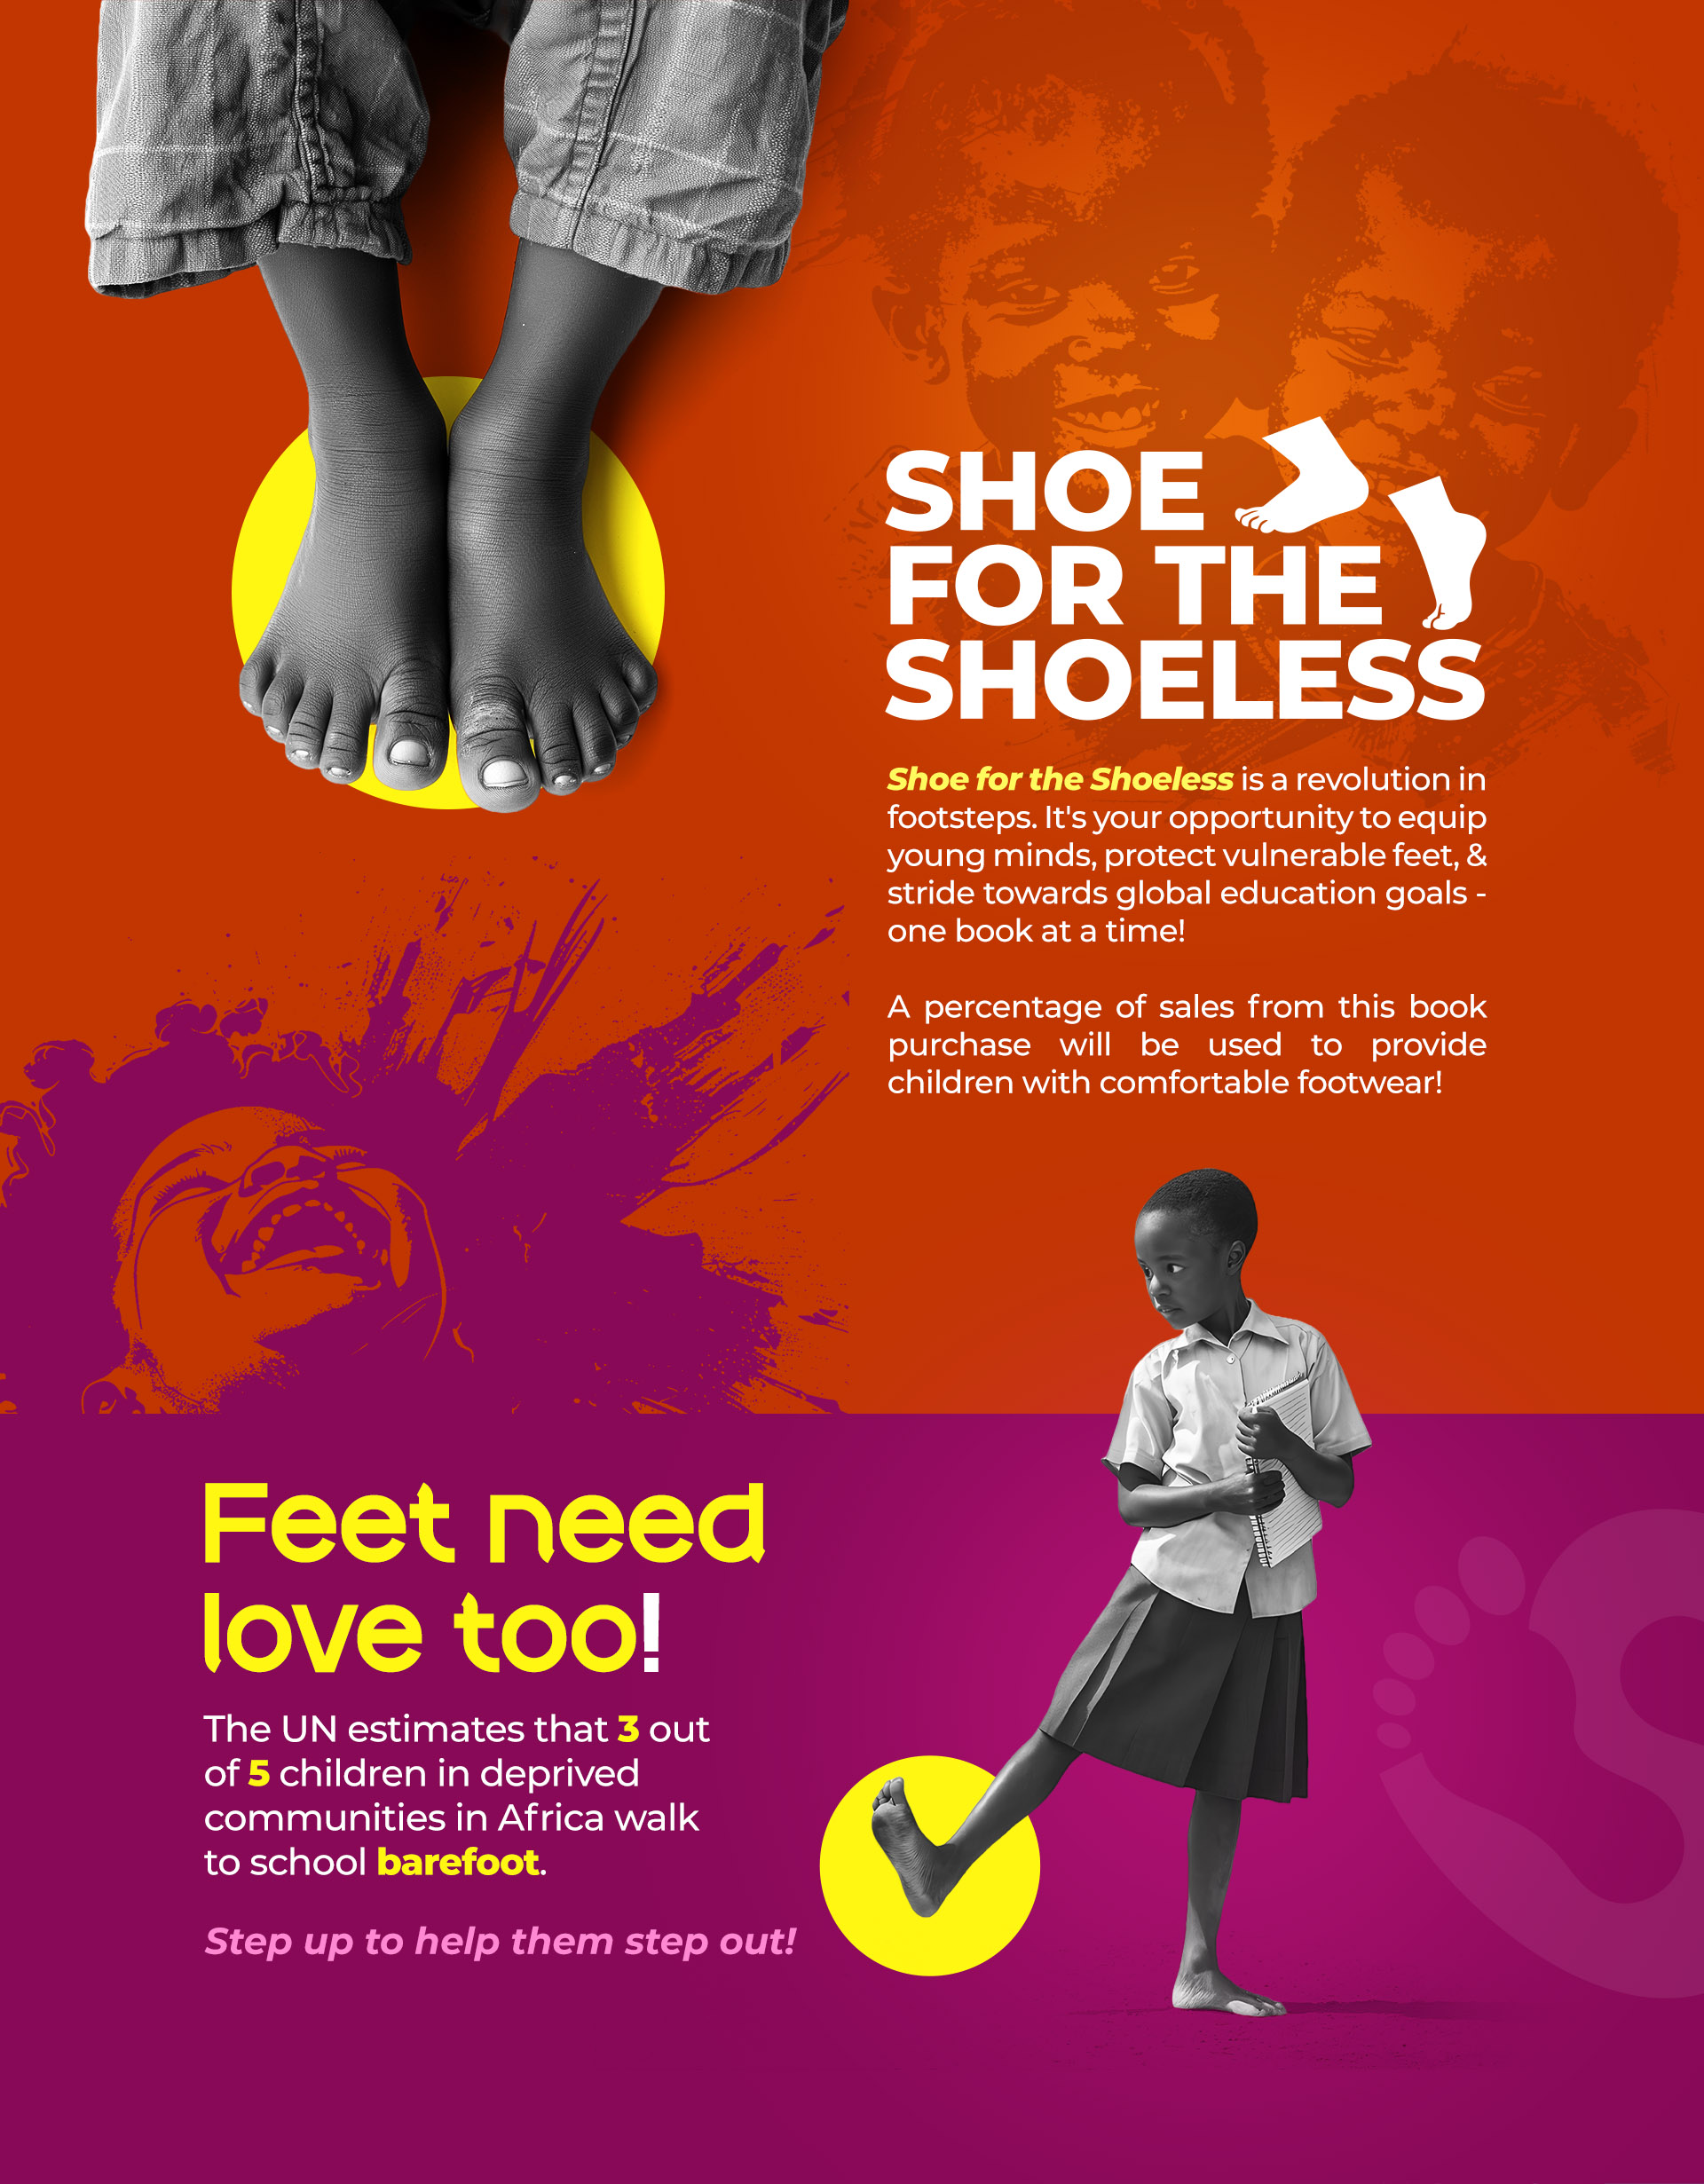 SHOE
FOR THE
SHOELESS
Shoe for the Shoeless is a revolution in
footsteps. It's your opportunity to equip
young minds, protect vulnerable feet, &
stride towards global education goals -
one book at a time!
A percentage of sales from this book
purchase will be used to provide
children with comfortable footwear!
Feet need
love too!
The UN estimates that 3 out
of 5 children in deprived
communities in Africa walk
to school barefoot.
Step up to help them step out!